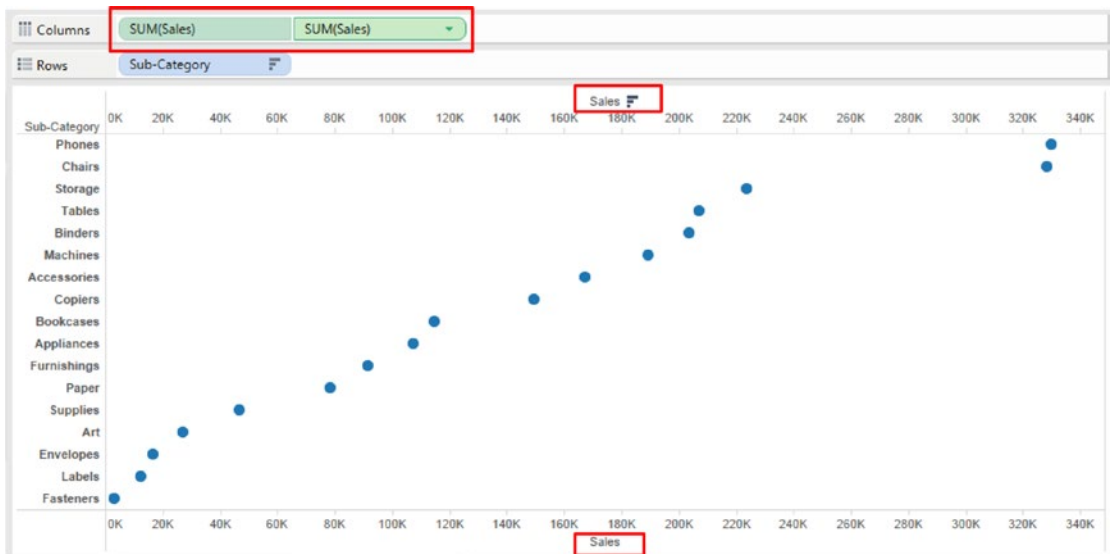 Columns SUM(Sales) SUM(Sales)
Rows Sub-Category
Sales
Sub-Category 0K 20K 40K 60K 80K 100K 120K 140K 160K 180K 200K 220K 240K 260K 280K 300K 320K 340K
Phones
Chairs
Storage
Tables
Binders
Machines
Accessories
Copiers
Bookcases
Appliances
Furnishings
Paper
Supplies
Art
Envelopes
Labels
Fasteners
0K 20K 40K 60K 80K 100K 120K 140K 160K 180K 200K 220K 240K 260K 280K 300K 320K 340K
Sales